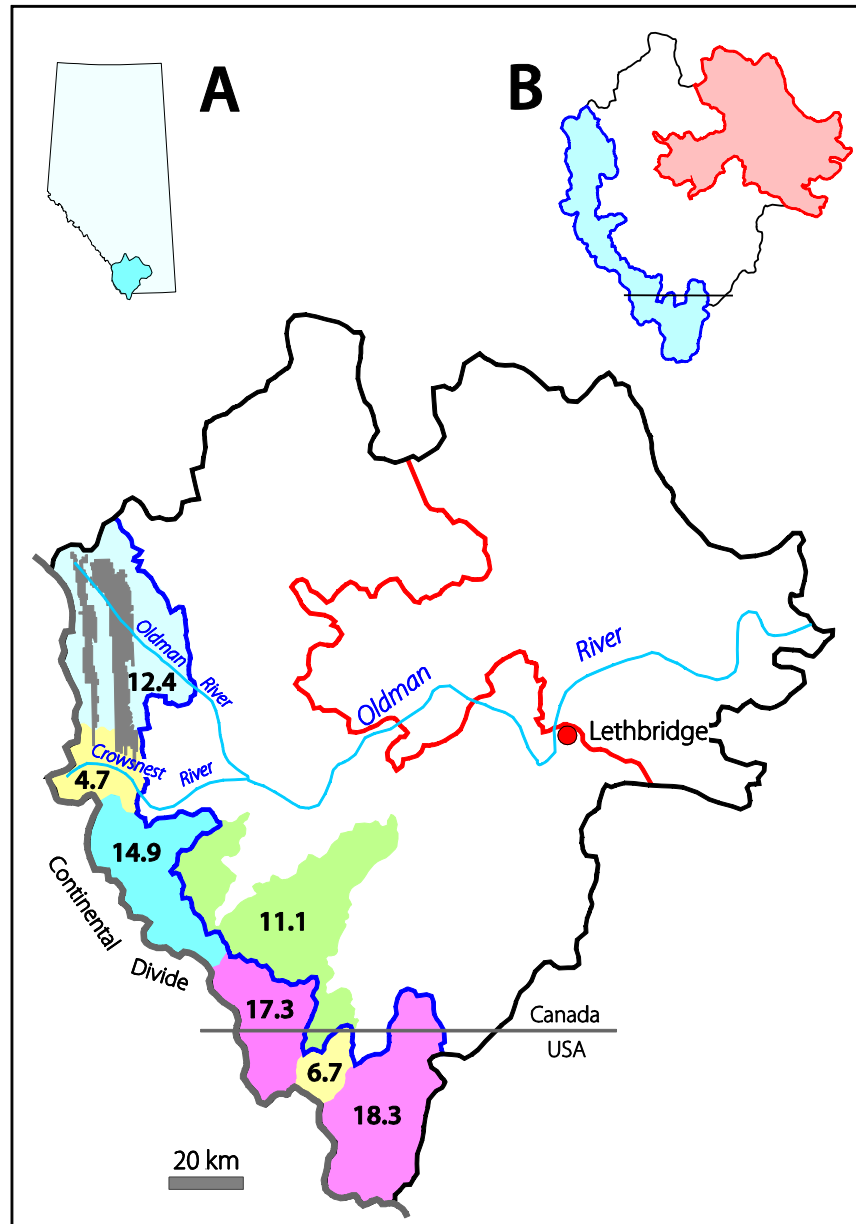 A
B
Oldman
River
12.4
Oldman
River
Lethbridge
Crowsnest
River
4.7
14.9
11.1
Continental
Divide
17.3
Canada
USA
6.7
18.3
20 km